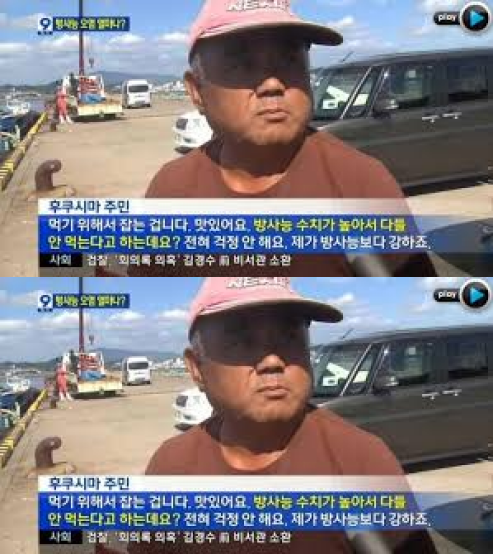 9 방사능 오염 얼마나?
play
후쿠시마 주민
먹기 위해서 잡는 겁니다. 맛있어요. 방사능 수치가 높아서 다들
안 먹는다고 하는데요? 전혀 걱정 안 해요. 제가 방사능보다 강하죠.
사회 검찰, '회의록 의혹' 김경수 前 비서관 소환
9 방사능 오염 얼마나?
play
후쿠시마 주민
먹기 위해서 잡는 겁니다. 맛있어요. 방사능 수치가 높아서 다들
안 먹는다고 하는데요? 전혀 걱정 안 해요. 제가 방사능보다 강하죠.
사회 검찰, '회의록 의혹' 김경수 前 비서관 소환